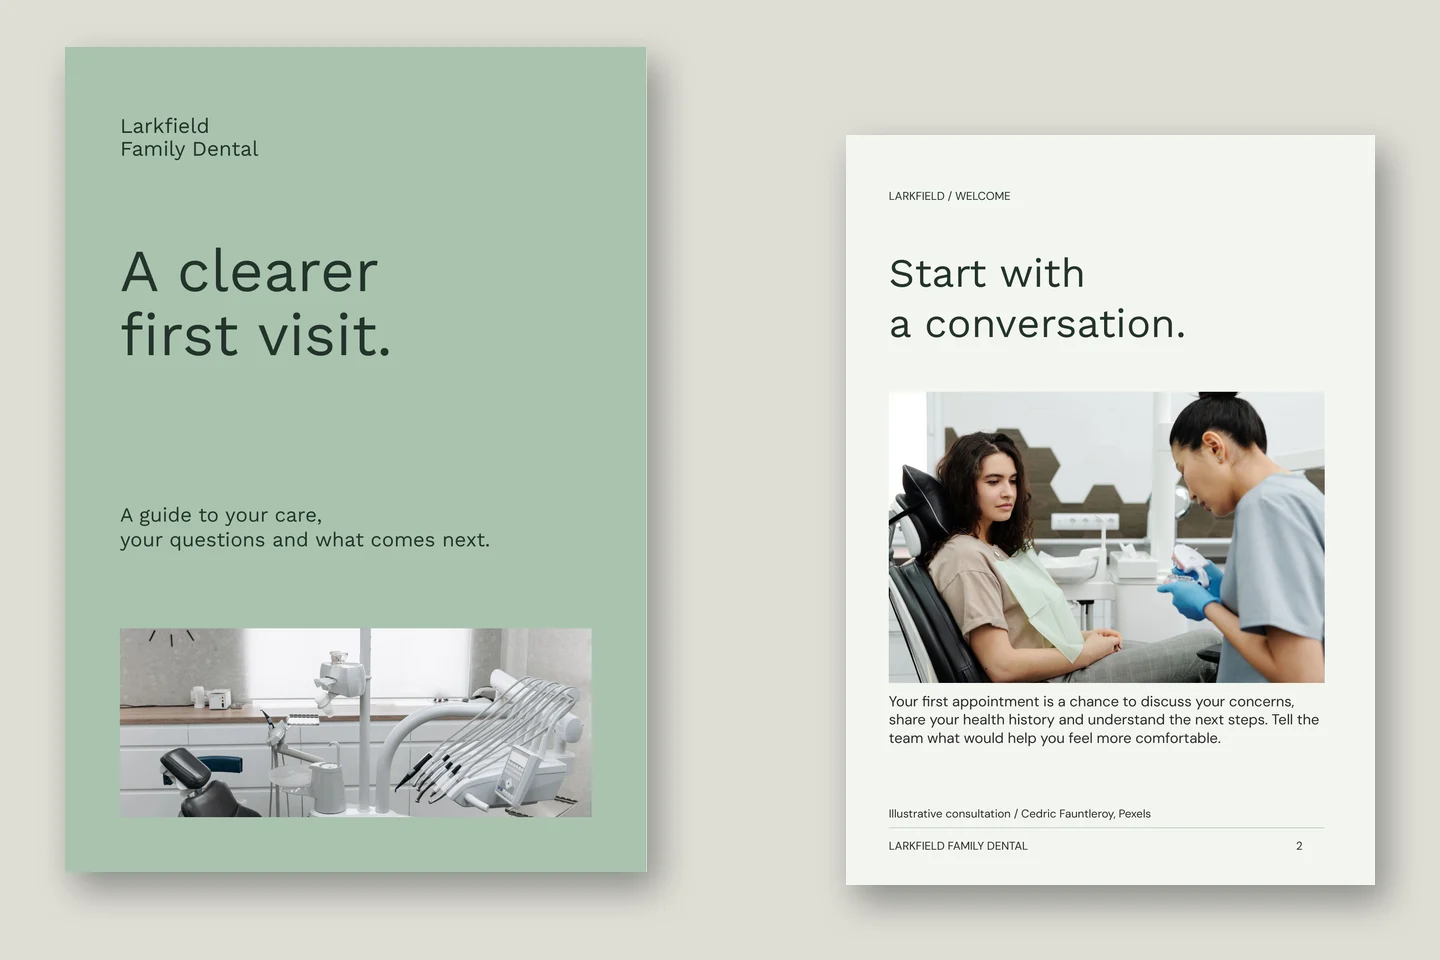 Larkfield
Family Dental
A clearer
first visit.
A guide to your care,
your questions and what comes next.
LARKFIELD / WELCOME
Start with
a conversation.
Your first appointment is a chance to discuss your concerns,
share your health history and understand the next steps. Tell the
team what would help you feel more comfortable.
Illustrative consultation / Cedric Fauntleroy, Pexels
LARKFIELD FAMILY DENTAL 2